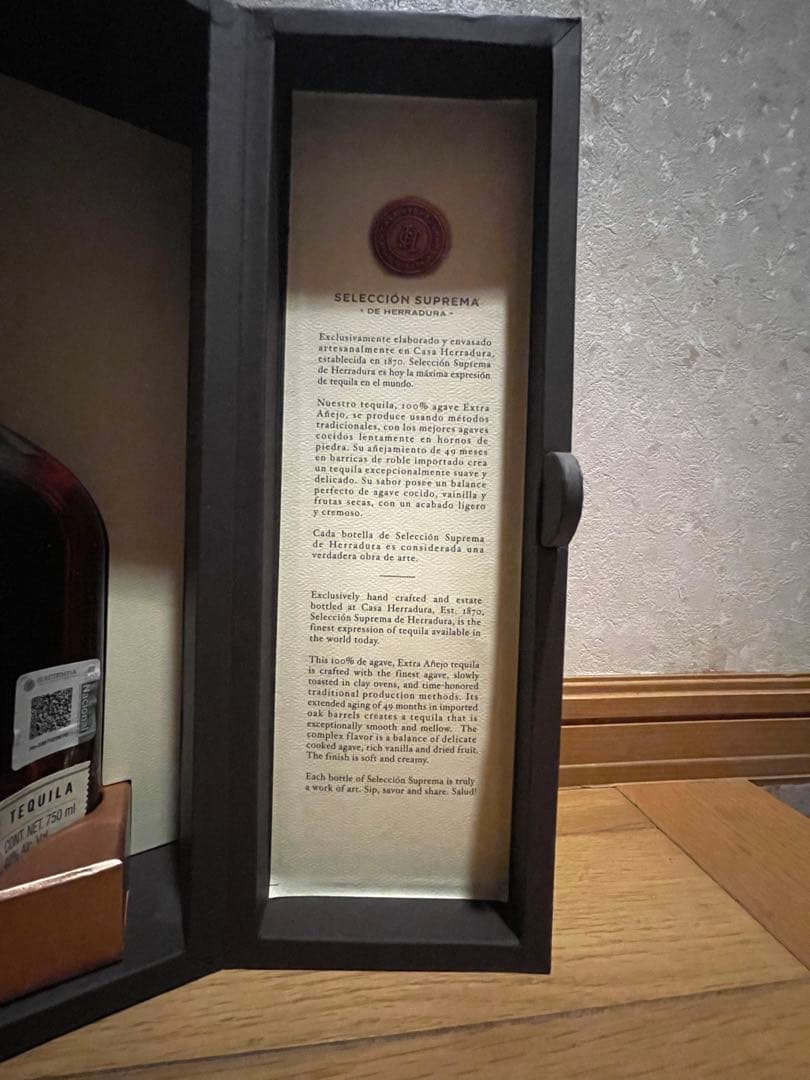 SELECCIÓN SUPREMA
• DE HERRADURA •
Exclusivamente elaborado y envasado
artesanalmente en Casa Herradura,
establecida en 1870. Selección Suprema
de Herradura es hoy la máxima expresión
de tequila en el mundo.
Nuestro tequila, 100% agave Extra
Añejo, se produce usando métodos
tradicionales, con los mejores agaves
cocidos lentamente en hornos de
piedra. Su añejamiento de 49 meses
en barricas de roble importado crea
un tequila excepcionalmente suave y
delicado. Su sabor posee un balance
perfecto de agave cocido, vainilla y
frutas secas, con un acabado ligero
y cremoso.
Cada botella de Selección Suprema
de Herradura es considerada una
verdadera obra de arte.
Exclusively hand crafted and estate
bottled at Casa Herradura, Est. 1870,
Selección Suprema de Herradura, is the
finest expression of tequila available in
the world today.
This 100% de agave, Extra Añejo tequila
is crafted with the finest agave, slowly
toasted in clay ovens, and time-honored
traditional production methods. Its
extended aging of 49 months in imported
oak barrels creates a tequila that is
exceptionally smooth and mellow. The
complex flavor is a balance of delicate
cooked agave, rich vanilla and dried fruit.
The finish is soft and creamy.
Each bottle of Selección Suprema is truly
a work of art. Sip, savor and share. Salud!
TEQUILA
CONT. NET. 750 ml
40% Alc. Vol.